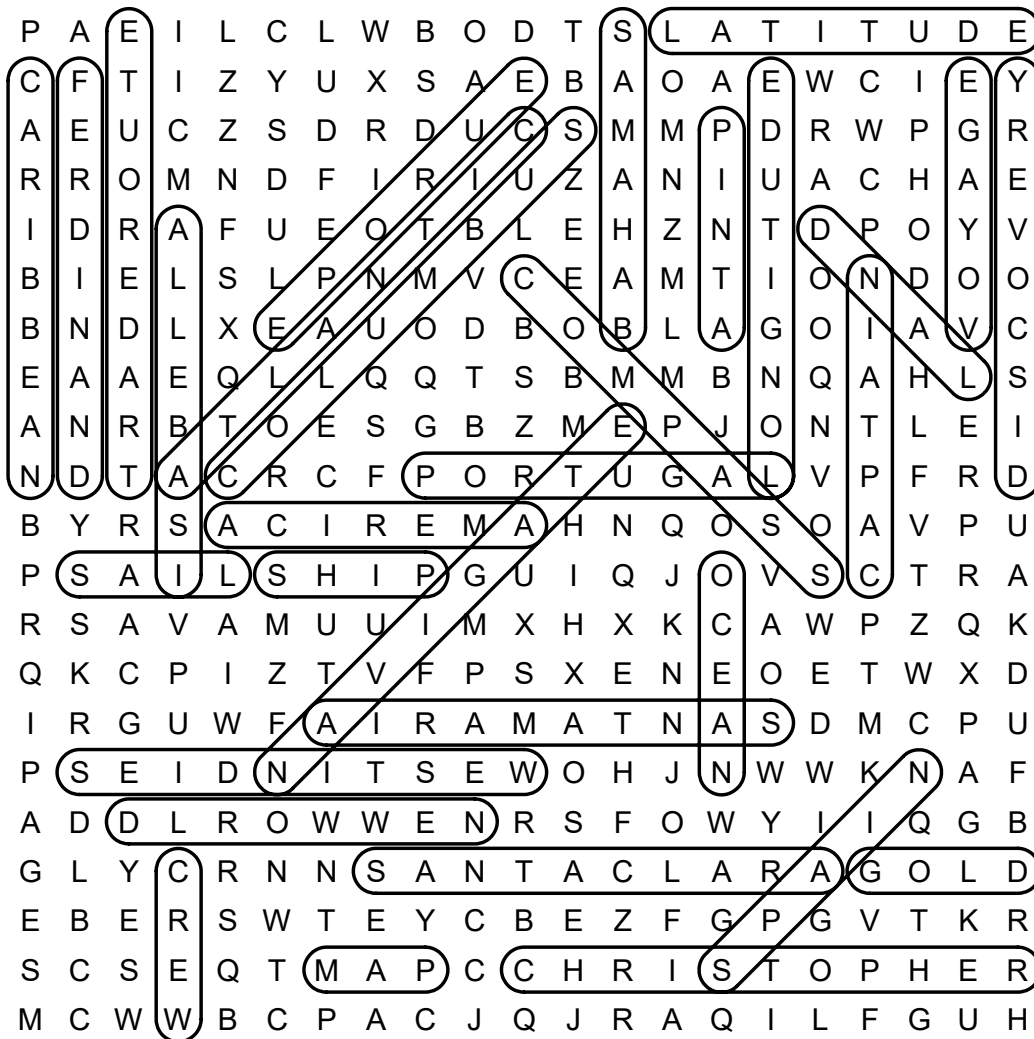 P A E I L C L W B O D T S L A T I T U D E
C F T I Z Y U X S A E B A O A E W C I E Y
A E U C Z S D R D U C S M M P D R W P G R
R R O M N D F I R I U Z A N I U A C H A E
I D R A F U E O T B L E H Z N T D P O Y V
B I E L S L P N M V C E A M T I O N D O O
B N D L X E A U O D B O B L A G O I A V C
E A A E Q L L Q Q T S B M M B N Q A H L S
A N R B T O E S G B Z M E P J O N T L E I
N D T A C R C F P O R T U G A L V P F R D
B Y R S A C I R E M A H N Q O S O A V P U
P S A I L S H I P G U I Q J O V S C T R A
R S A V A M U U I M X H X K C A W P Z Q K
Q K C P I Z T V F P S X E N E O E T W X D
I R G U W F A I R A M A T N A S D M C P U
P S E I D N I T S E W O H J N W W K N A F
A D D L R O W W E N R S F O W Y I I Q G B
G L Y C R N N S A N T A C L A R A G O L D
E B E R S W T E Y C B E Z F G P G V T K R
S C S E Q T M A P C C H R I S T O P H E R
M C W W B C P A C J Q J R A Q I L F G U H